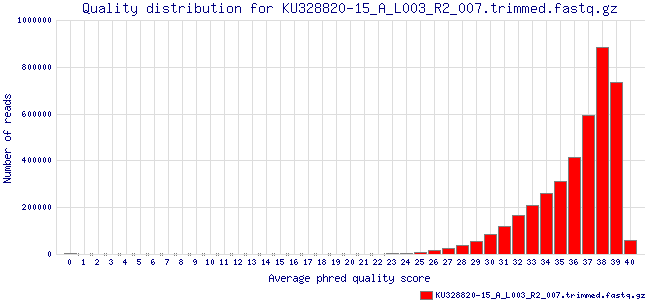 Quality distribution for KU328820-15_A_L003_R2_007.trimmed.fastq.gz
1000000
800000
600000
400000
200000
0
Number of reads
0 1 2 3 4 5 6 7 8 9 10 11 12 13 14 15 16 17 18 19 20 21 22 23 24 25 26 27 28 29 30 31 32 33 34 35 36 37 38 39 40
Average phred quality score
KU328820-15_A_L003_R2_007.trimmed.fastq.gz